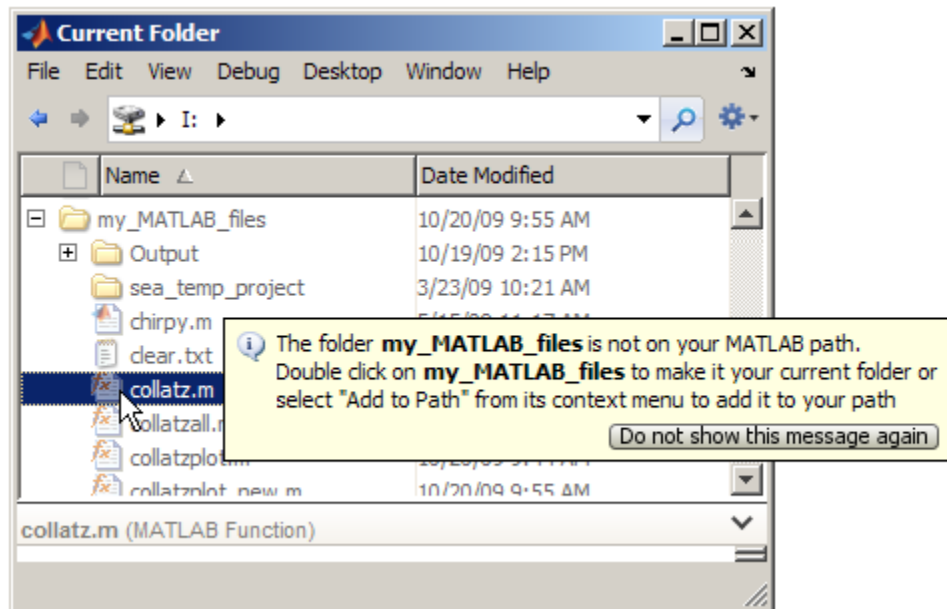 Current Folder
File Edit View Debug Desktop Window Help
I:
Name Date Modified
my_MATLAB_files 10/20/09 9:55 AM
Output 10/19/09 2:15 PM
sea_temp_project 3/23/09 10:21 AM
chirpy.m
clear.txt
The folder my_MATLAB_files is not on your MATLAB path.
Double click on my_MATLAB_files to make it your current folder or
select "Add to Path" from its context menu to add it to your path
Do not show this message again
collatz.m
collatzall.
collatzplot.m
collatzplot_new.m 10/20/09 9:55 AM
collatz.m (MATLAB Function)